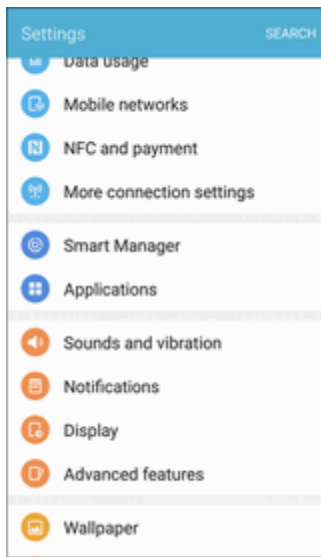 Settings
SEARCH
Data usage
Mobile networks
NFC and payment
More connection settings
Smart Manager
Applications
Sounds and vibration
Notifications
Display
Advanced features
Wallpaper